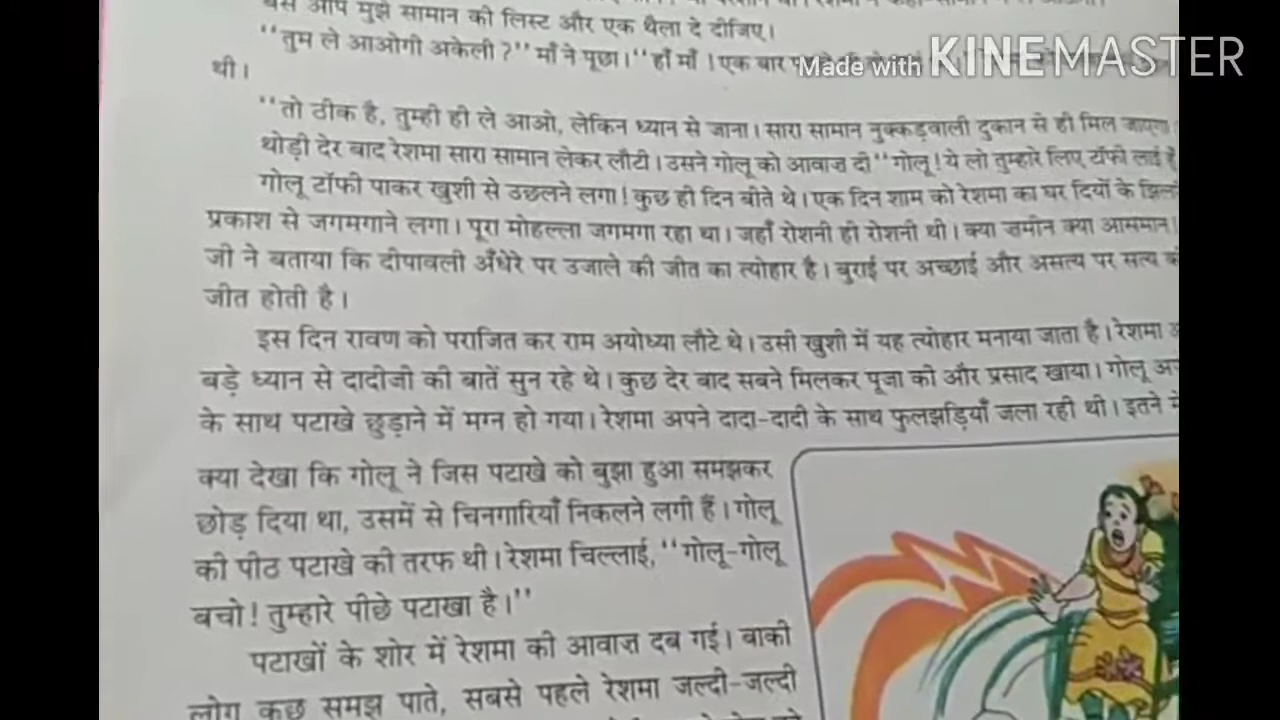 बस आप मुझे सामान की लिस्ट और एक थैला दे दीजिए।
‘‘तुम ले आओगी अकेली ?’’ माँ ने पूछा। ‘‘हाँ माँ ! एक बार
Made with KINEMASTER
थी।
‘‘तो ठीक है, तुम्ही ही ले आओ, लेकिन ध्यान से जाना। सारा सामान नुक्कड़वाली दुकान से ही मिल जाएगा
थोड़ी देर बाद रेशमा सारा सामान लेकर लौटी। उसने गोलू को आवाज़ दी ‘‘गोलू ! ये लो तुम्हारे लिए टॉफी लाई हूँ
गोलू टॉफी पाकर खुशी से उछलने लगा ! कुछ ही दिन बीते थे। एक दिन शाम को रेशमा का घर दियों के
प्रकाश से जगमगाने लगा। पूरा मोहल्ला जगमगा रहा था। जहाँ रोशनी ही रोशनी थी। क्या ज़मीन क्या आसमान।
जी ने बताया कि दीपावली अँधेरे पर उजाले की जीत का त्योहार है। बुराई पर अच्छाई और असत्य पर सत्य की
जीत होती है।
इस दिन रावण को पराजित कर राम अयोध्या लौटे थे। उसी खुशी में यह त्योहार मनाया जाता है। रेशमा
बड़े ध्यान से दादीजी की बातें सुन रहे थे। कुछ देर बाद सबने मिलकर पूजा की और प्रसाद खाया। गोलू
के साथ पटाखे छुड़ाने में मग्न हो गया। रेशमा अपने दादा-दादी के साथ फुलझड़ियाँ जला रही थी। इतने में
क्या देखा कि गोलू ने जिस पटाखे को बुझा हुआ समझकर
छोड़ दिया था, उसमें से चिनगारियाँ निकलने लगी हैं। गोलू
की पीठ पटाखे की तरफ थी। रेशमा चिल्लाई, ‘‘गोलू-गोलू
बचो ! तुम्हारे पीछे पटाखा है।’’
पटाखों के शोर में रेशमा की आवाज़ दब गई। बाकी
लोग कुछ समझ पाते, सबसे पहले रेशमा जल्दी-जल्दी